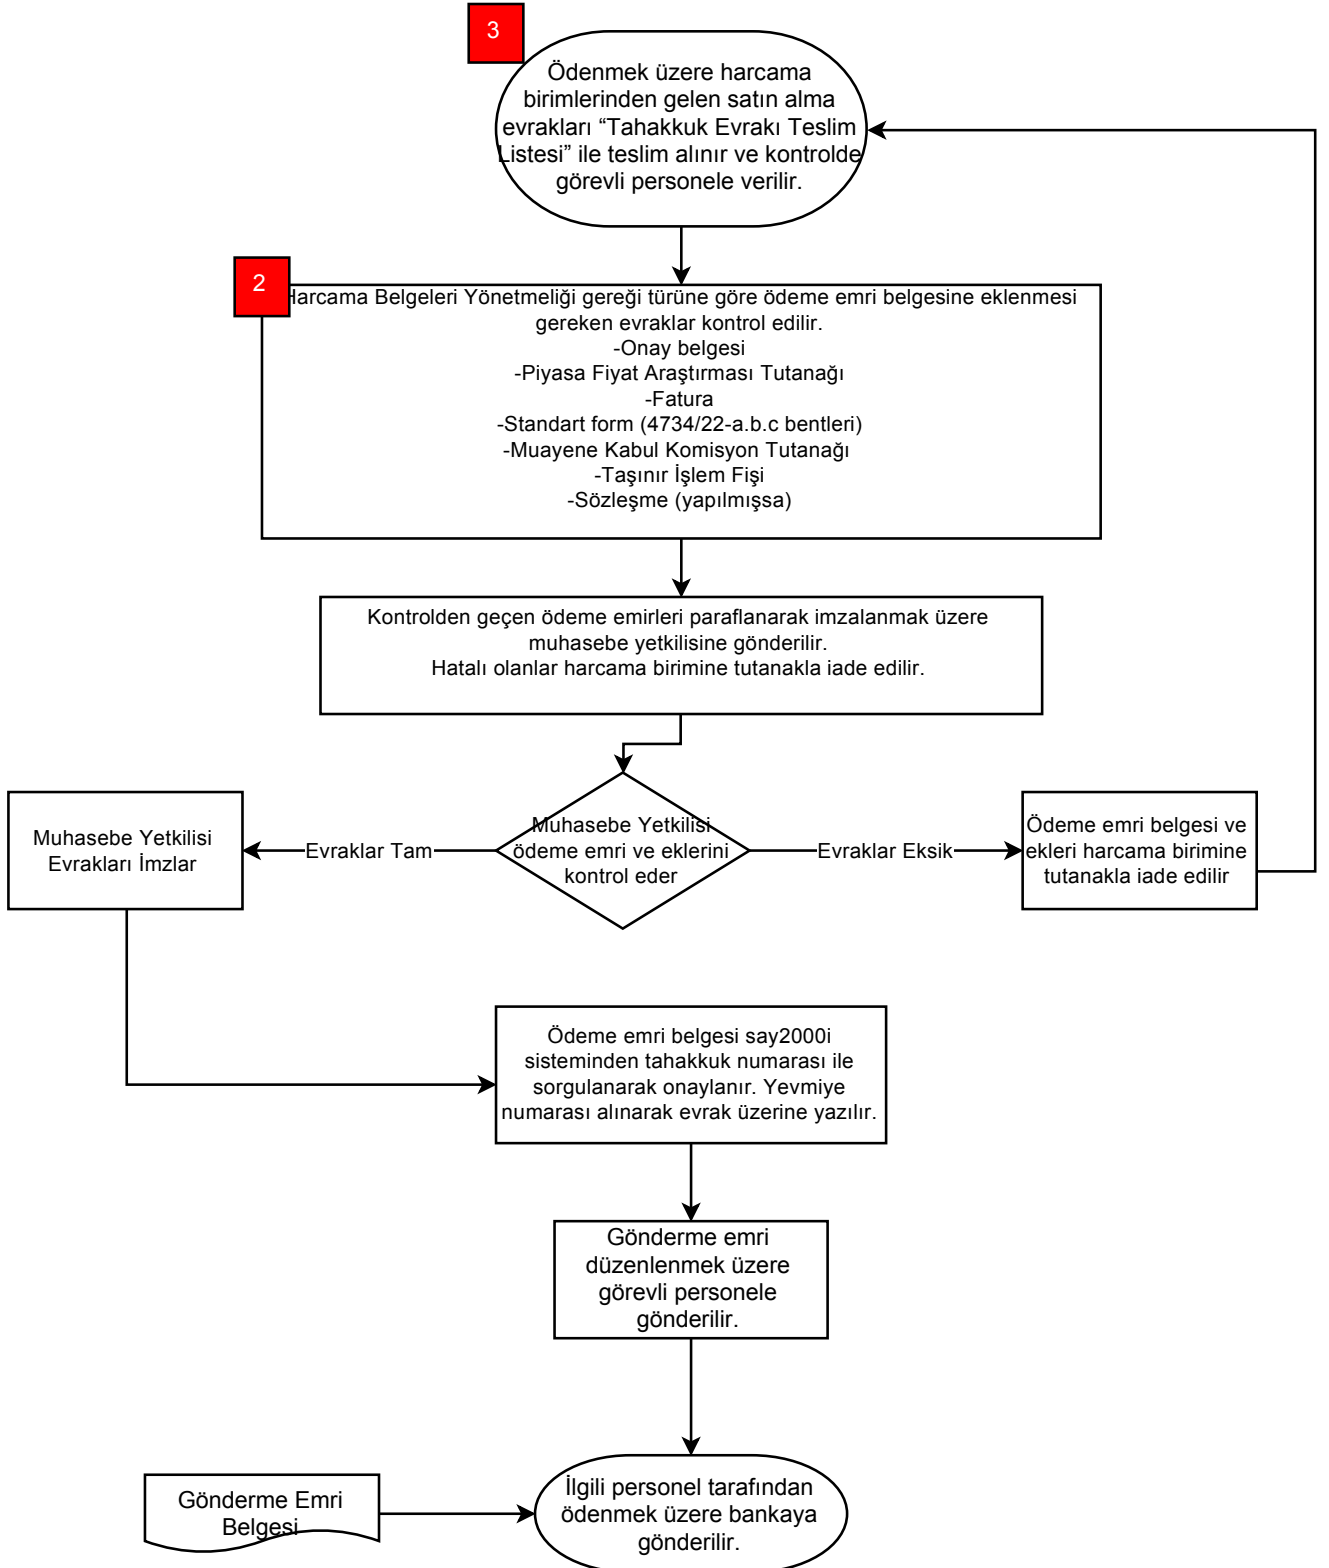 3
Ödenmek üzere harcama
birimlerinden gelen satın alma
evrakları “Tahakkuk Evrakı Teslim
Listesi” ile teslim alınır ve kontrolde
görevli personele verilir.
2
Harcama Belgeleri Yönetmeliği gereği türüne göre ödeme emri belgesine eklenmesi
gereken evraklar kontrol edilir.
-Onay belgesi
-Piyasa Fiyat Araştırması Tutanağı
-Fatura
-Standart form (4734/22-a.b.c bentleri)
-Muayene Kabul Komisyon Tutanağı
-Taşınır İşlem Fişi
-Sözleşme (yapılmışsa)
Kontrolden geçen ödeme emirleri paraflanarak imzalanmak üzere
muhasebe yetkilisine gönderilir.
Hatalı olanlar harcama birimine tutanakla iade edilir.
Muhasebe Yetkilisi
Evrakları İmzlar
Evraklar Tam
Muhasebe Yetkilisi
ödeme emri ve eklerini
kontrol eder
Evraklar Eksik
Ödeme emri belgesi ve
ekleri harcama birimine
tutanakla iade edilir
Ödeme emri belgesi say2000i
sisteminden tahakkuk numarası ile
sorgulanarak onaylanır. Yevmiye
numarası alınarak evrak üzerine yazılır.
Gönderme emri
düzenlenmek üzere
görevli personele
gönderilir.
Gönderme Emri
Belgesi
İlgili personel tarafından
ödenmek üzere bankaya
gönderilir.